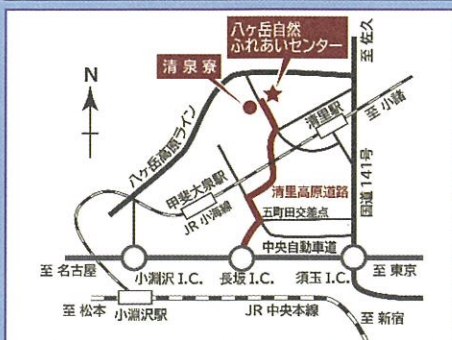 八ヶ岳自然
ふれあいセンター
清泉寮
至 佐久
N
清里駅
至 小諸
八ヶ岳高原ライン
甲斐大泉駅
JR 小海線
清里高原道路
国道 141号
五町田交差点
中央自動車道
至 名古屋
小淵沢 I.C.
長坂 I.C.
須玉 I.C.
至 東京
至 松本
小淵沢駅
JR 中央本線
至 新宿